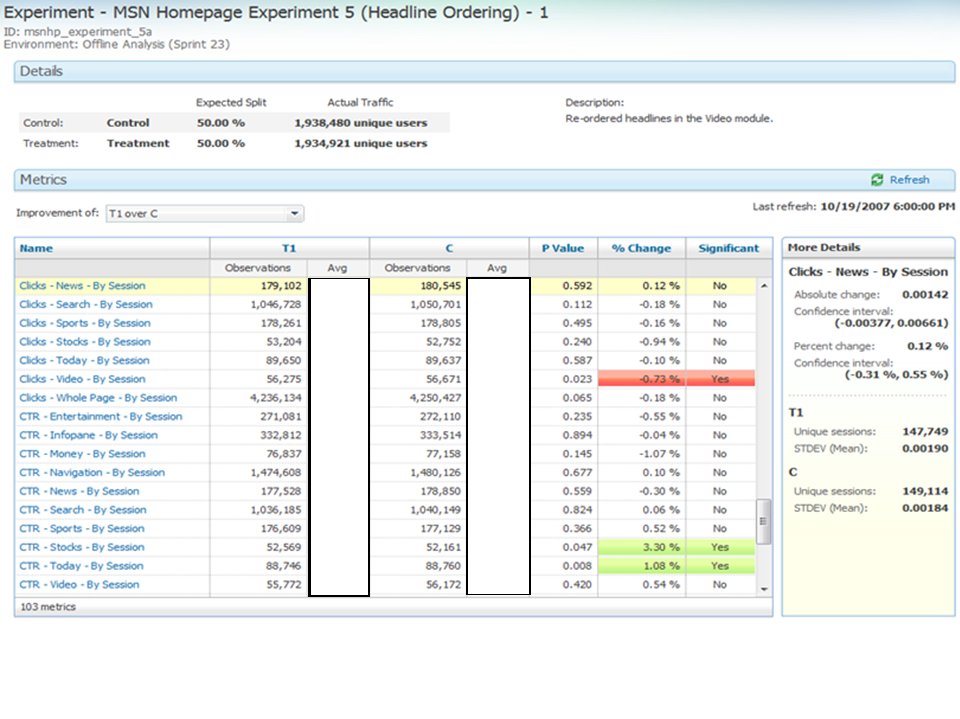 Experiment - MSN Homepage Experiment 5 (Headline Ordering) - 1
ID: msnhp_experiment_5a
Environment: Offline Analysis (Sprint 23)
Details
Expected Split Actual Traffic
Control: Control 50.00 % 1,938,480 unique users
Treatment: Treatment 50.00 % 1,934,921 unique users
Description:
Re-ordered headlines in the Video module.
Metrics Refresh
Improvement of: T1 over C
Last refresh: 10/19/2007 6:00:00 PM
Name T1 C P Value % Change Significant
Observations Avg Observations Avg
Clicks - News - By Session 179,102 180,545 0.592 0.12 % No
Clicks - Search - By Session 1,046,728 1,050,701 0.112 -0.18 % No
Clicks - Sports - By Session 178,261 178,805 0.495 -0.16 % No
Clicks - Stocks - By Session 53,204 52,752 0.240 -0.94 % No
Clicks - Today - By Session 89,650 89,637 0.587 -0.10 % No
Clicks - Video - By Session 56,275 56,671 0.023 -0.73 % Yes
Clicks - Whole Page - By Session 4,236,134 4,250,427 0.065 -0.18 % No
CTR - Entertainment - By Session 271,081 272,110 0.235 -0.55 % No
CTR - Infopane - By Session 332,812 333,514 0.894 -0.04 % No
CTR - Money - By Session 76,837 77,158 0.145 -1.07 % No
CTR - Navigation - By Session 1,474,608 1,480,126 0.677 0.10 % No
CTR - News - By Session 177,528 178,850 0.559 -0.30 % No
CTR - Search - By Session 1,036,185 1,040,149 0.824 0.06 % No
CTR - Sports - By Session 176,609 177,129 0.366 0.52 % No
CTR - Stocks - By Session 52,569 52,161 0.047 3.30 % Yes
CTR - Today - By Session 88,746 88,760 0.008 1.08 % Yes
CTR - Video - By Session 55,772 56,172 0.420 0.54 % No
103 metrics
More Details
Clicks - News - By Session
Absolute change: 0.00142
Confidence interval:
(-0.00377, 0.00661)
Percent change: 0.12 %
Confidence interval:
(-0.31 %, 0.55 %)
T1
Unique sessions: 147,749
STDEV (Mean): 0.00190
C
Unique sessions: 149,114
STDEV (Mean): 0.00184